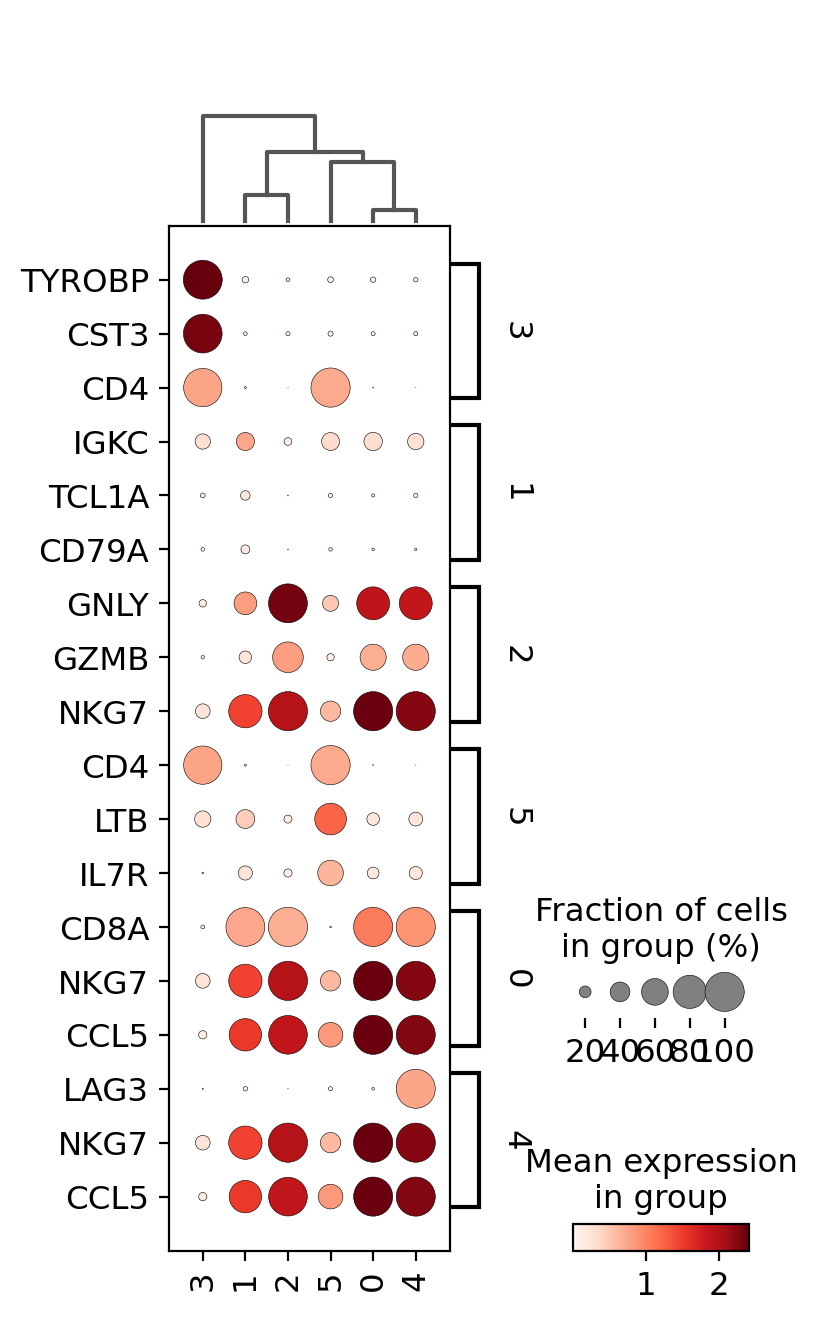 TYROBP
CST3
CD4
IGKC
TCL1A
CD79A
GNLY
GZMB
NKG7
CD4
LTB
IL7R
CD8A
NKG7
CCL5
LAG3
NKG7
CCL5
3
1
2
5
0
4
3
1
2
5
0
4
Fraction of cells
in group (%)
20 40 60 80 100
Mean expression
in group
1 2